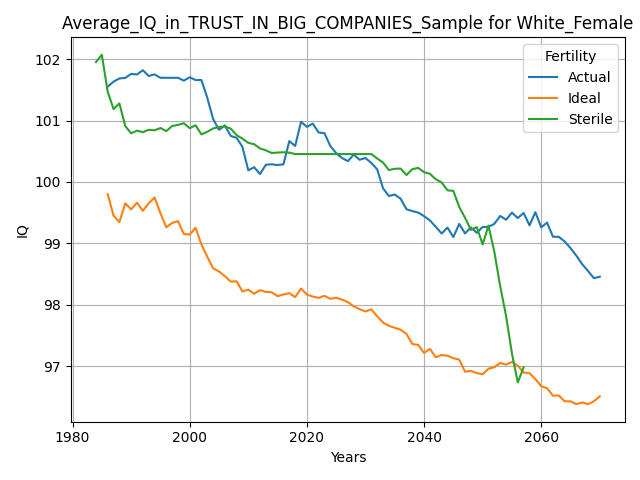 Average_IQ_in_TRUST_IN_BIG_COMPANIES_Sample for White_Female
Fertility
Actual
Ideal
Sterile
102
101
100
99
98
97
IQ
1980
2000
2020
2040
2060
Years